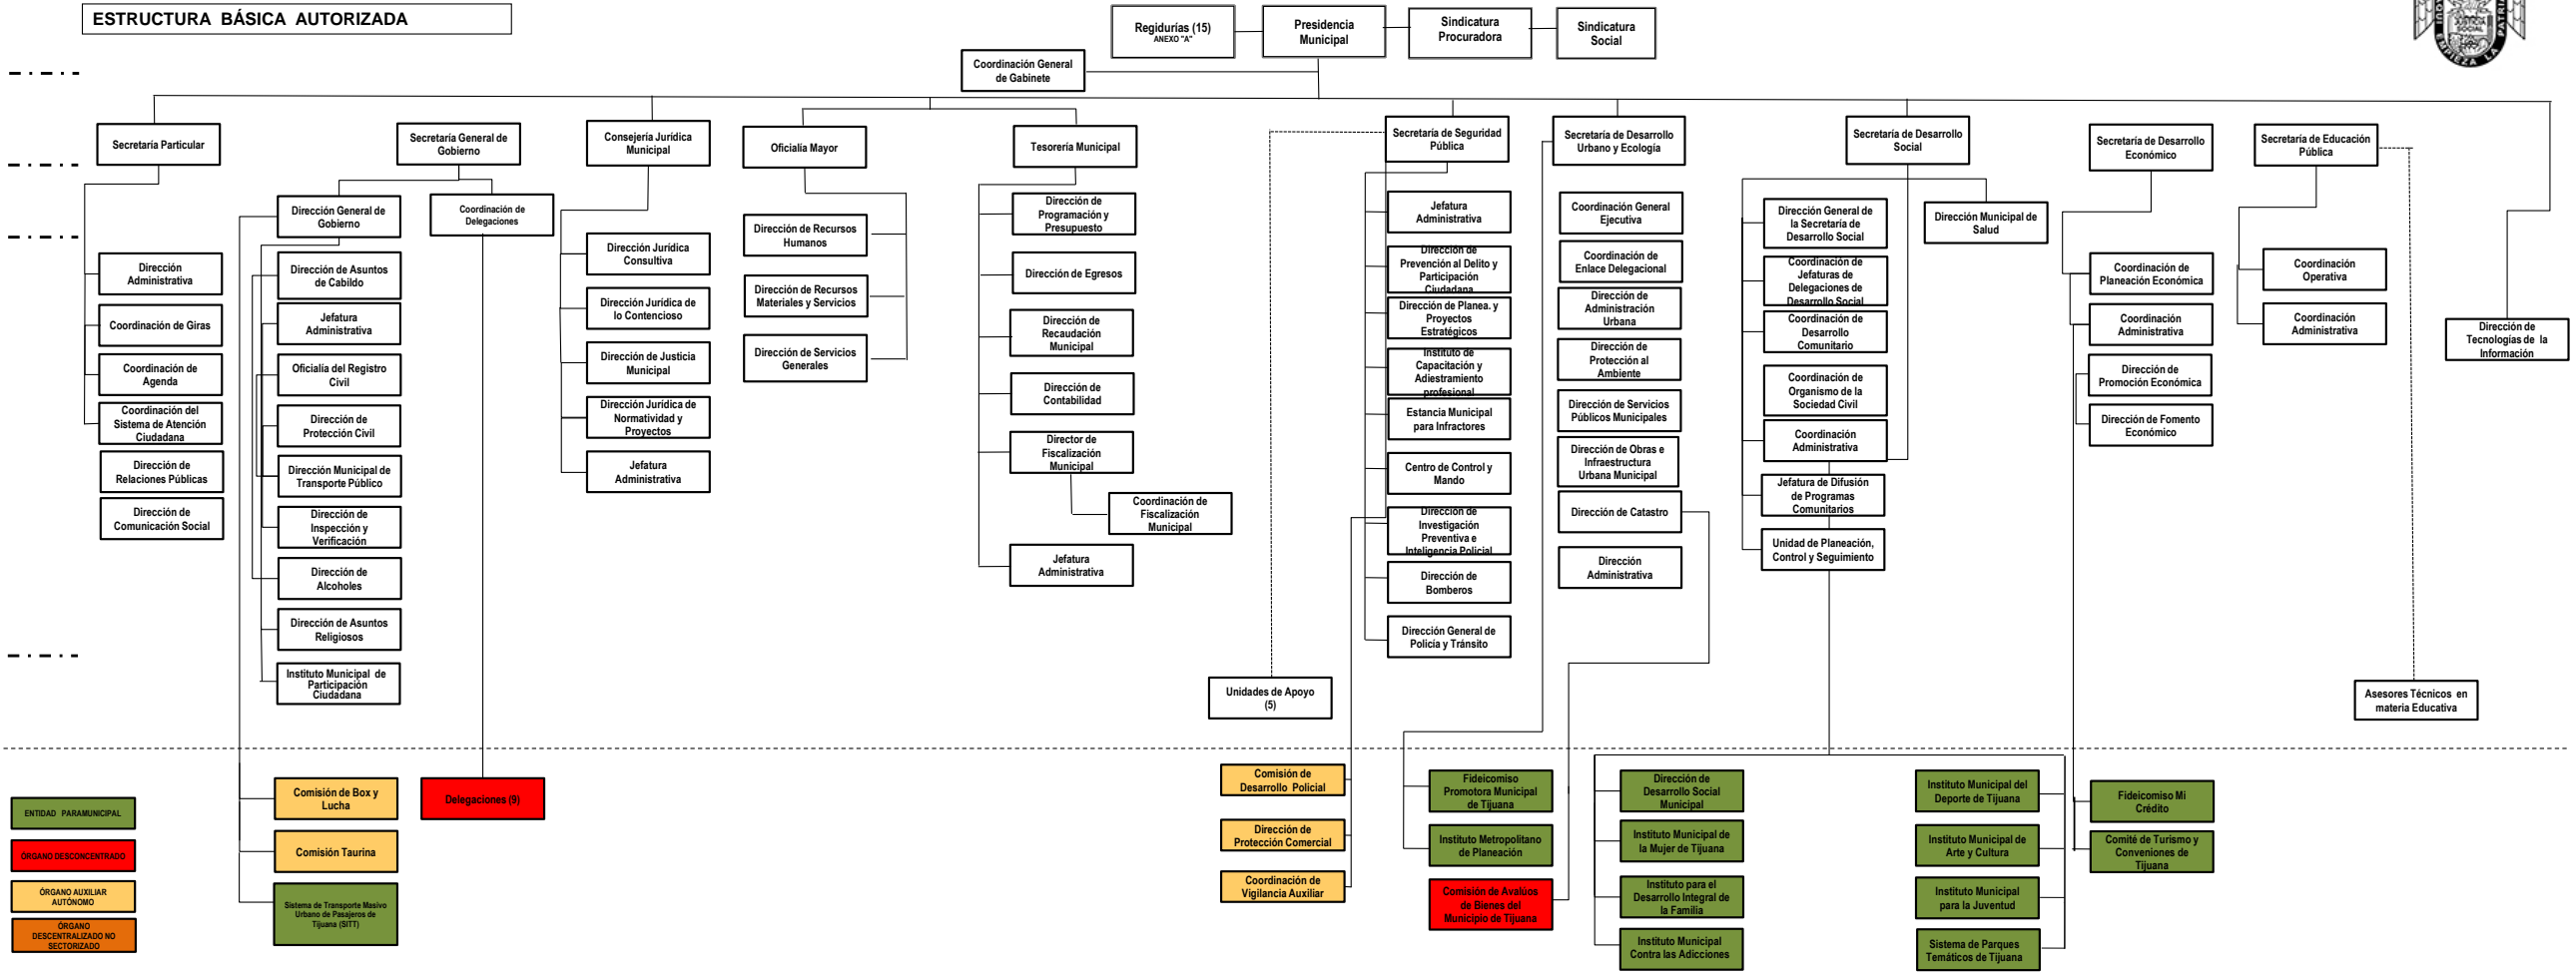 ESTRUCTURA BÁSICA AUTORIZADA
Regidurías (15)
ANEXO "A"
Presidencia
Municipal
Sindicatura
Procuradora
Sindicatura
Social
EMPIEZA LA PATRIA
JUSTICIA
SOCIAL
Coordinación General
de Gabinete
Secretaría Particular
Secretaría General de
Gobierno
Consejería Jurídica
Municipal
Oficialía Mayor
Tesorería Municipal
Secretaría de Seguridad
Pública
Secretaría de Desarrollo
Urbano y Ecología
Secretaría de Desarrollo
Social
Secretaría de Desarrollo
Económico
Secretaría de Educación
Pública
Dirección
Administrativa
Coordinación de Giras
Coordinación de
Agenda
Coordinación del
Sistema de Atención
Ciudadana
Dirección de
Relaciones Públicas
Dirección de
Comunicación Social
Dirección General de
Gobierno
Coordinación de
Delegaciones
Dirección de Asuntos
de Cabildo
Jefatura
Administrativa
Oficialía del Registro
Civil
Dirección de
Protección Civil
Dirección Municipal de
Transporte Público
Dirección de
Inspección y
Verificación
Dirección de
Alcoholes
Dirección de Asuntos
Religiosos
Instituto Municipal de
Participación
Ciudadana
Dirección Jurídica
Consultiva
Dirección Jurídica de
lo Contencioso
Dirección de Justicia
Municipal
Dirección Jurídica de
Normatividad y
Proyectos
Jefatura
Administrativa
Dirección de Recursos
Humanos
Dirección de Recursos
Materiales y Servicios
Dirección de Servicios
Generales
Dirección de
Programación y
Presupuesto
Dirección de Egresos
Dirección de
Recaudación
Municipal
Dirección de
Contabilidad
Director de
Fiscalización
Municipal
Coordinación de
Fiscalización
Municipal
Jefatura
Administrativa
Jefatura
Administrativa
Dirección de
Prevención al Delito y
Participación
Ciudadana
Dirección de Planea. y
Proyectos
Estratégicos
Instituto de
Capacitación y
Adiestramiento
profesional
Estancia Municipal
para Infractores
Centro de Control y
Mando
Dirección de
Investigación
Preventiva e
Inteligencia Policial
Dirección de
Bomberos
Dirección General de
Policía y Tránsito
Unidades de Apoyo
(5)
Coordinación General
Ejecutiva
Coordinación de
Enlace Delegacional
Dirección de
Administración
Urbana
Dirección de
Protección al
Ambiente
Dirección de Servicios
Públicos Municipales
Dirección de Obras e
Infraestructura
Urbana Municipal
Dirección de Catastro
Dirección
Administrativa
Dirección General de
la Secretaría de
Desarrollo Social
Coordinación de
Jefaturas de
Delegaciones de
Desarrollo Social
Coordinación de
Desarrollo
Comunitario
Coordinación de
Organismo de la
Sociedad Civil
Coordinación
Administrativa
Jefatura de Difusión
de Programas
Comunitarios
Unidad de Planeación,
Control y Seguimiento
Dirección Municipal de
Salud
Coordinación de
Planeación Económica
Coordinación
Administrativa
Dirección de
Promoción Económica
Dirección de Fomento
Económico
Coordinación
Operativa
Coordinación
Administrativa
Dirección de
Tecnologías de la
Información
Asesores Técnicos en
materia Educativa
ENTIDAD PARAMUNICIPAL
ÓRGANO DESCONCENTRADO
ÓRGANO AUXILIAR
AUTÓNOMO
ÓRGANO
DESCENTRALIZADO NO
SECTORIZADO
Comisión de Box y
Lucha
Comisión Taurina
Sistema de Transporte Masivo
Urbano de Pasajeros de
Tijuana (SITT)
Delegaciones (9)
Comisión de
Desarrollo Policial
Dirección de
Protección Comercial
Coordinación de
Vigilancia Auxiliar
Fideicomiso
Promotora Municipal
de Tijuana
Instituto Metropolitano
de Planeación
Comisión de Avalúos
de Bienes del
Municipio de Tijuana
Dirección de
Desarrollo Social
Municipal
Instituto Municipal de
la Mujer de Tijuana
Instituto para el
Desarrollo Integral de
la Familia
Instituto Municipal
Contra las Adicciones
Instituto Municipal del
Deporte de Tijuana
Instituto Municipal de
Arte y Cultura
Instituto Municipal
para la Juventud
Sistema de Parques
Temáticos de Tijuana
Fideicomiso Mi
Crédito
Comité de Turismo y
Conveniones de
Tijuana